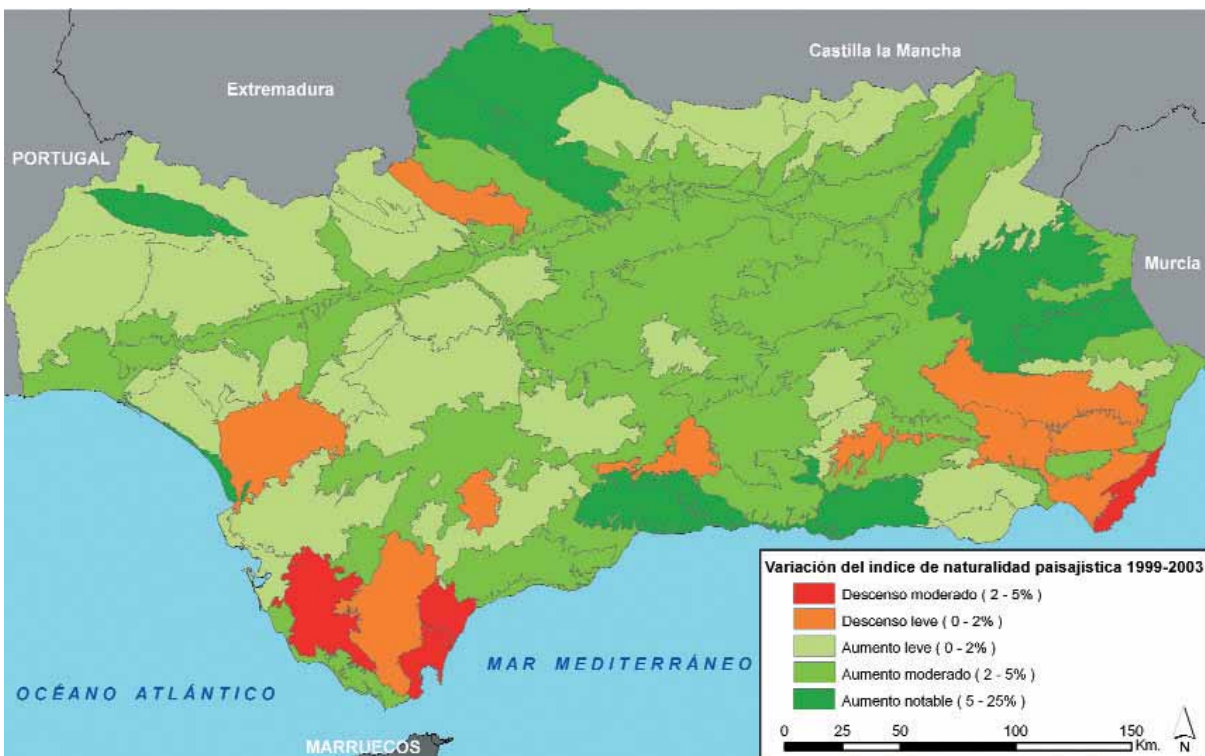 Castilla la Mancha
Extremadura
PORTUGAL
Murcia
Variación del indice de naturalidad paisajística 1999-2003
Descenso moderado ( 2 - 5% )
Descenso leve ( 0 - 2% )
Aumento leve ( 0 - 2% )
Aumento moderado ( 2 - 5% )
Aumento notable ( 5 - 25% )
MAR MEDITERRÁNEO
OCÉANO ATLÁNTICO
MARRUECOS
0 25 50 100 150
Km.
N